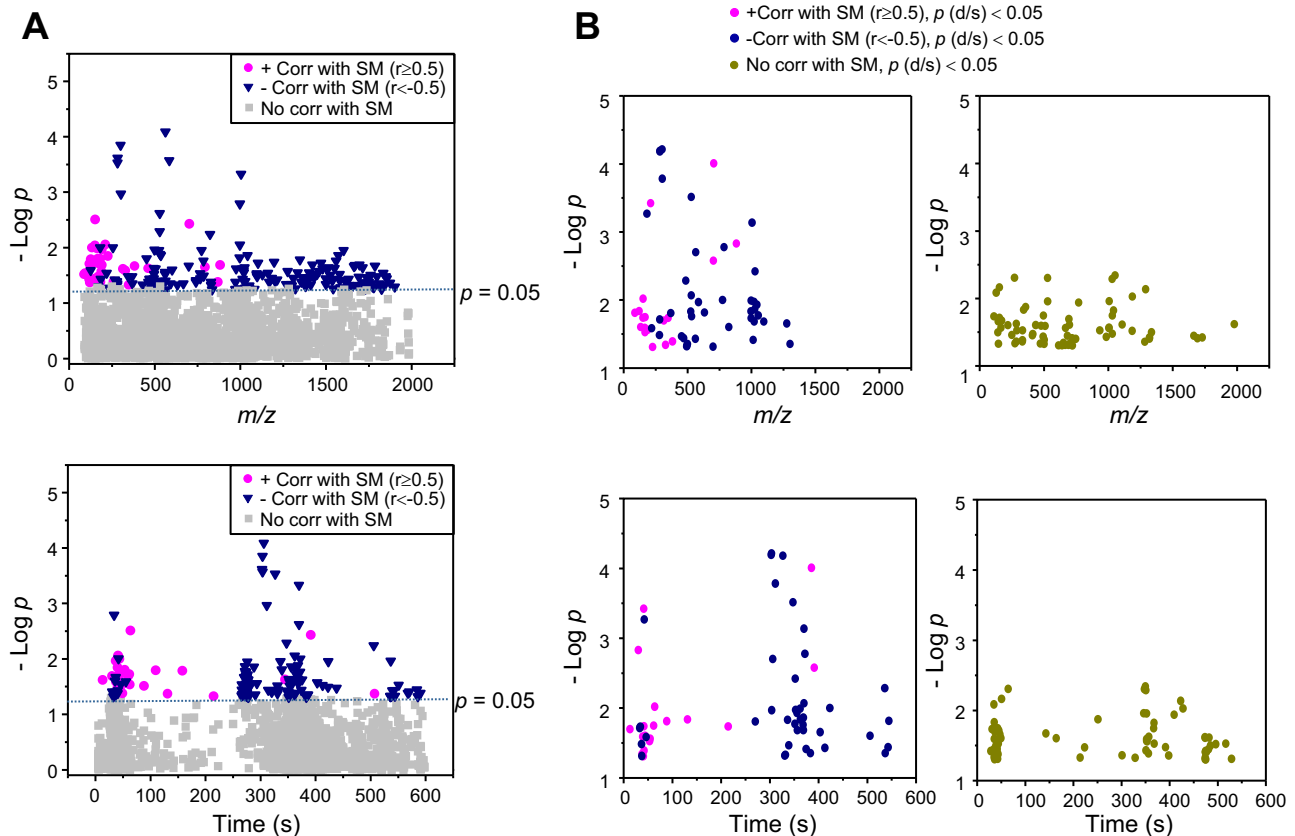 A
+ Corr with SM (r≥0.5)
- Corr with SM (r<-0.5)
No corr with SM
- Log p
5
4
3
2
1
0
p = 0.05
0
500
1000
1500
2000
m/z
+ Corr with SM (r≥0.5)
- Corr with SM (r<-0.5)
No corr with SM
- Log p
5
4
3
2
1
0
p = 0.05
0
100
200
300
400
500
600
Time (s)
B
+Corr with SM (r≥0.5), p (d/s) < 0.05
-Corr with SM (r<-0.5), p (d/s) < 0.05
No corr with SM, p (d/s) < 0.05
- Log p
5
4
3
2
1
0
500
1000
1500
2000
m/z
- Log p
5
4
3
2
1
0
500
1000
1500
2000
m/z
- Log p
5
4
3
2
1
0
100
200
300
400
500
600
Time (s)
- Log p
5
4
3
2
1
0
100
200
300
400
500
600
Time (s)